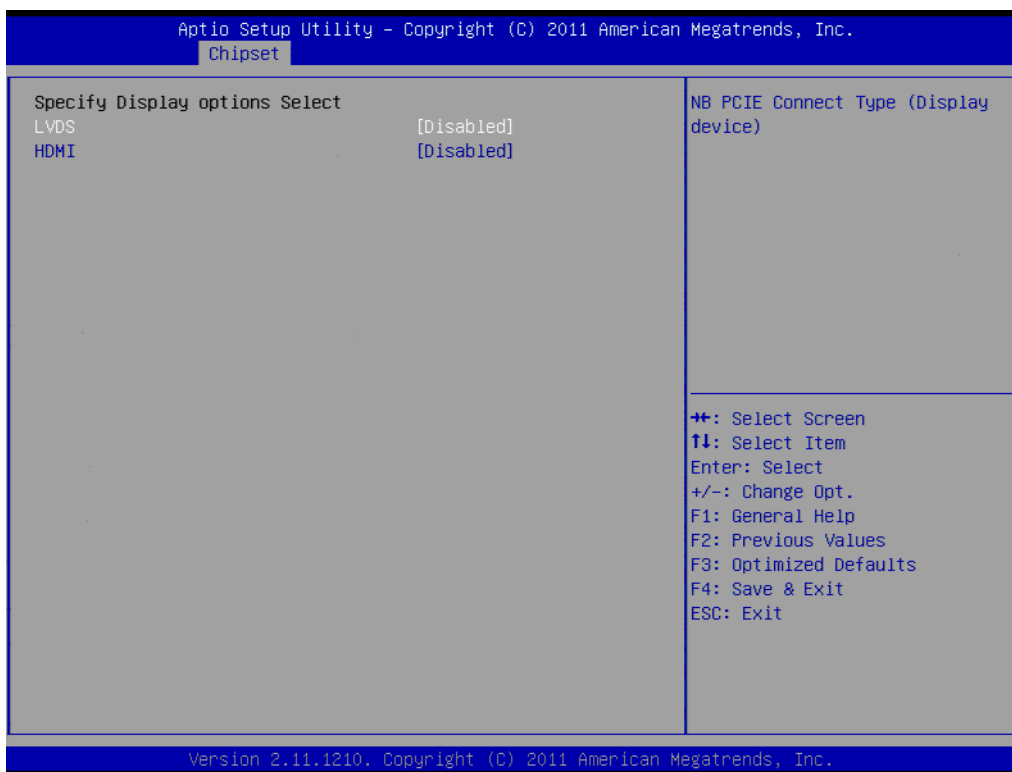 Aptio Setup Utility – Copyright (C) 2011 American Megatrends, Inc.
Chipset
Specify Display options Select
LVDS [Disabled]
HDMI [Disabled]
NB PCIE Connect Type (Display
device)
→←: Select Screen
↑↓: Select Item
Enter: Select
+/-: Change Opt.
F1: General Help
F2: Previous Values
F3: Optimized Defaults
F4: Save & Exit
ESC: Exit
Version 2.11.1210. Copyright (C) 2011 American Megatrends, Inc.